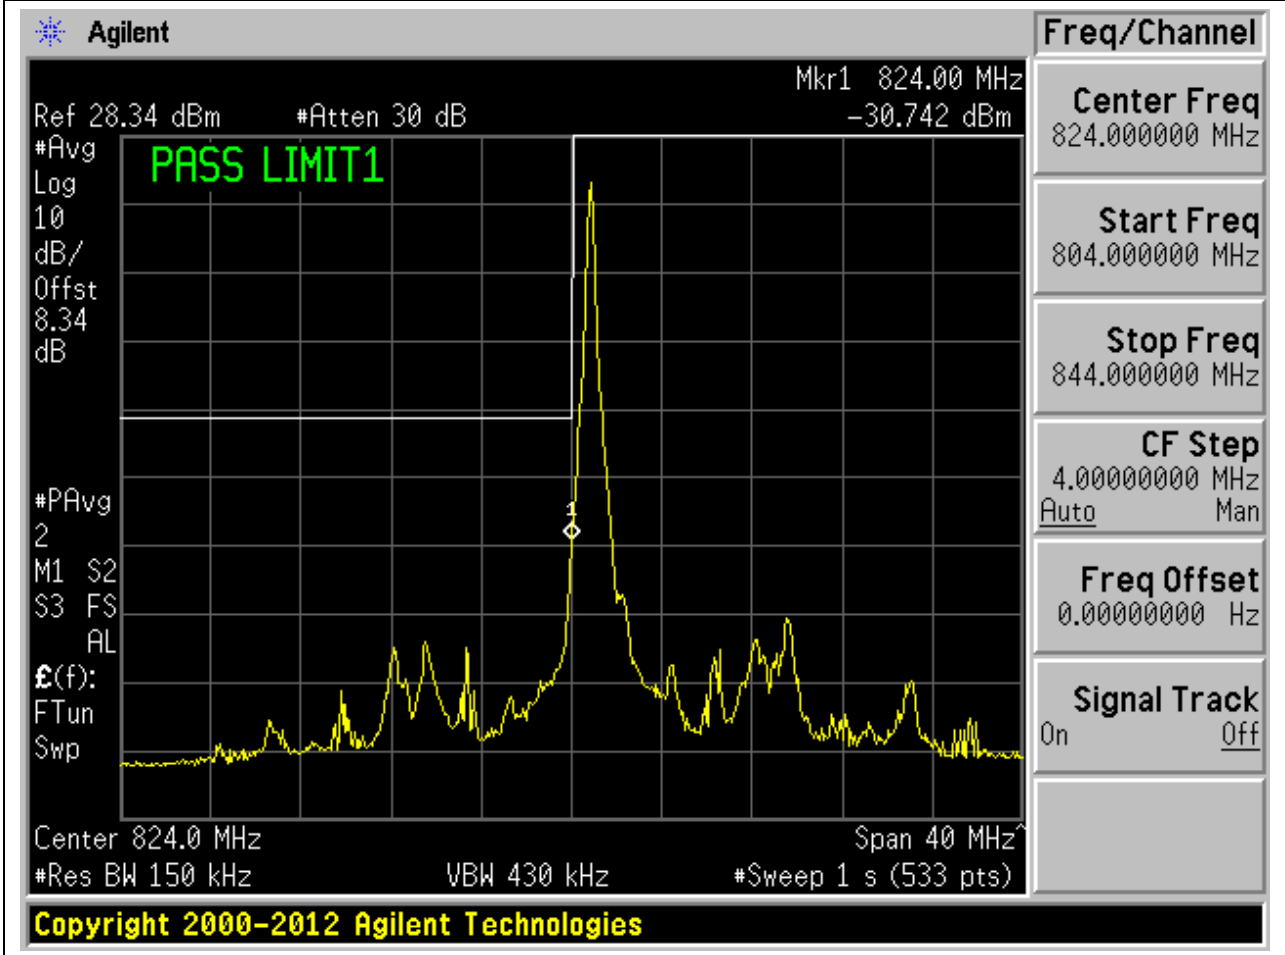 Agilent
Freq/Channel
Mkr1 824.00 MHz
Ref 28.34 dBm #Atten 30 dB -30.742 dBm
#Avg
Log
10
dB/
Offst
8.34
dB
PASS LIMIT1
1
#PAvg
2
M1 S2
S3 FS
AL
£(f):
FTun
Swp
Center 824.0 MHz Span 40 MHz^
#Res BW 150 kHz VBW 430 kHz #Sweep 1 s (533 pts)
Center Freq
824.000000 MHz
Start Freq
804.000000 MHz
Stop Freq
844.000000 MHz
CF Step
4.00000000 MHz
Auto Man
Freq Offset
0.00000000 Hz
Signal Track
On Off
Copyright 2000-2012 Agilent Technologies